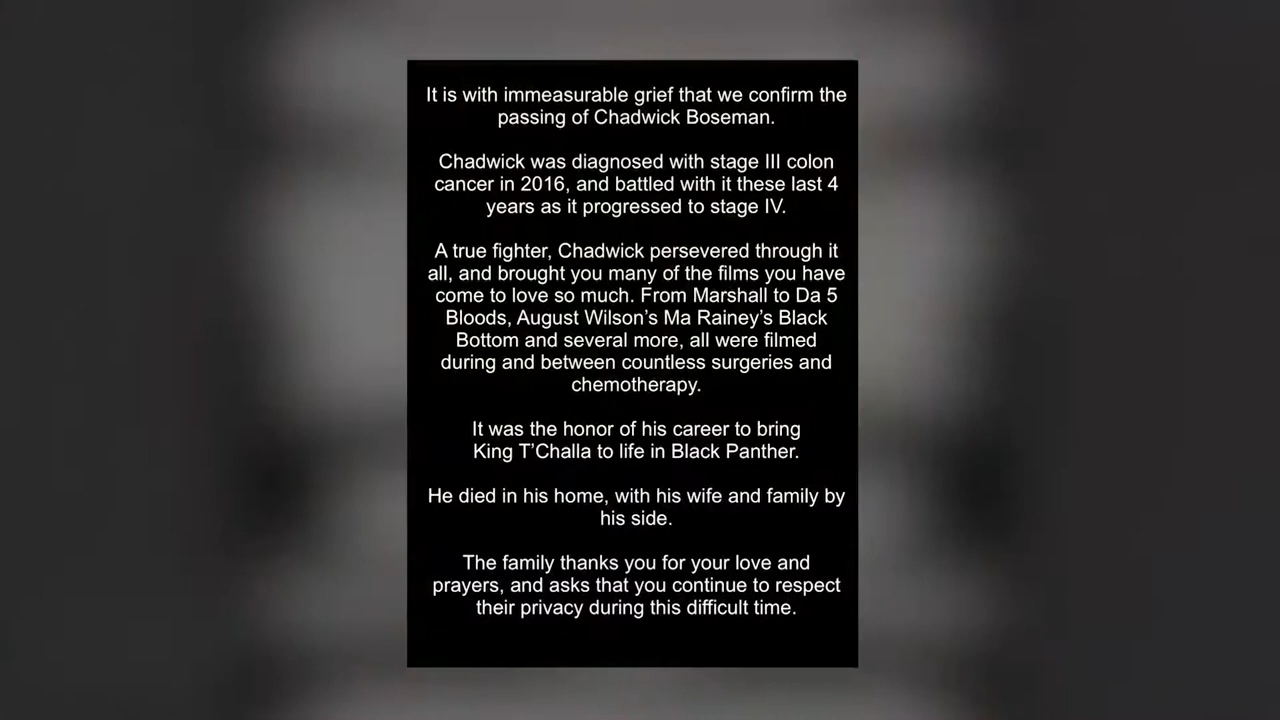 It is with immeasurable grief that we confirm the
passing of Chadwick Boseman.
Chadwick was diagnosed with stage III colon
cancer in 2016, and battled with it these last 4
years as it progressed to stage IV.
A true fighter, Chadwick persevered through it
all, and brought you many of the films you have
come to love so much. From Marshall to Da 5
Bloods, August Wilson’s Ma Rainey’s Black
Bottom and several more, all were filmed
during and between countless surgeries and
chemotherapy.
It was the honor of his career to bring
King T’Challa to life in Black Panther.
He died in his home, with his wife and family by
his side.
The family thanks you for your love and
prayers, and asks that you continue to respect
their privacy during this difficult time.